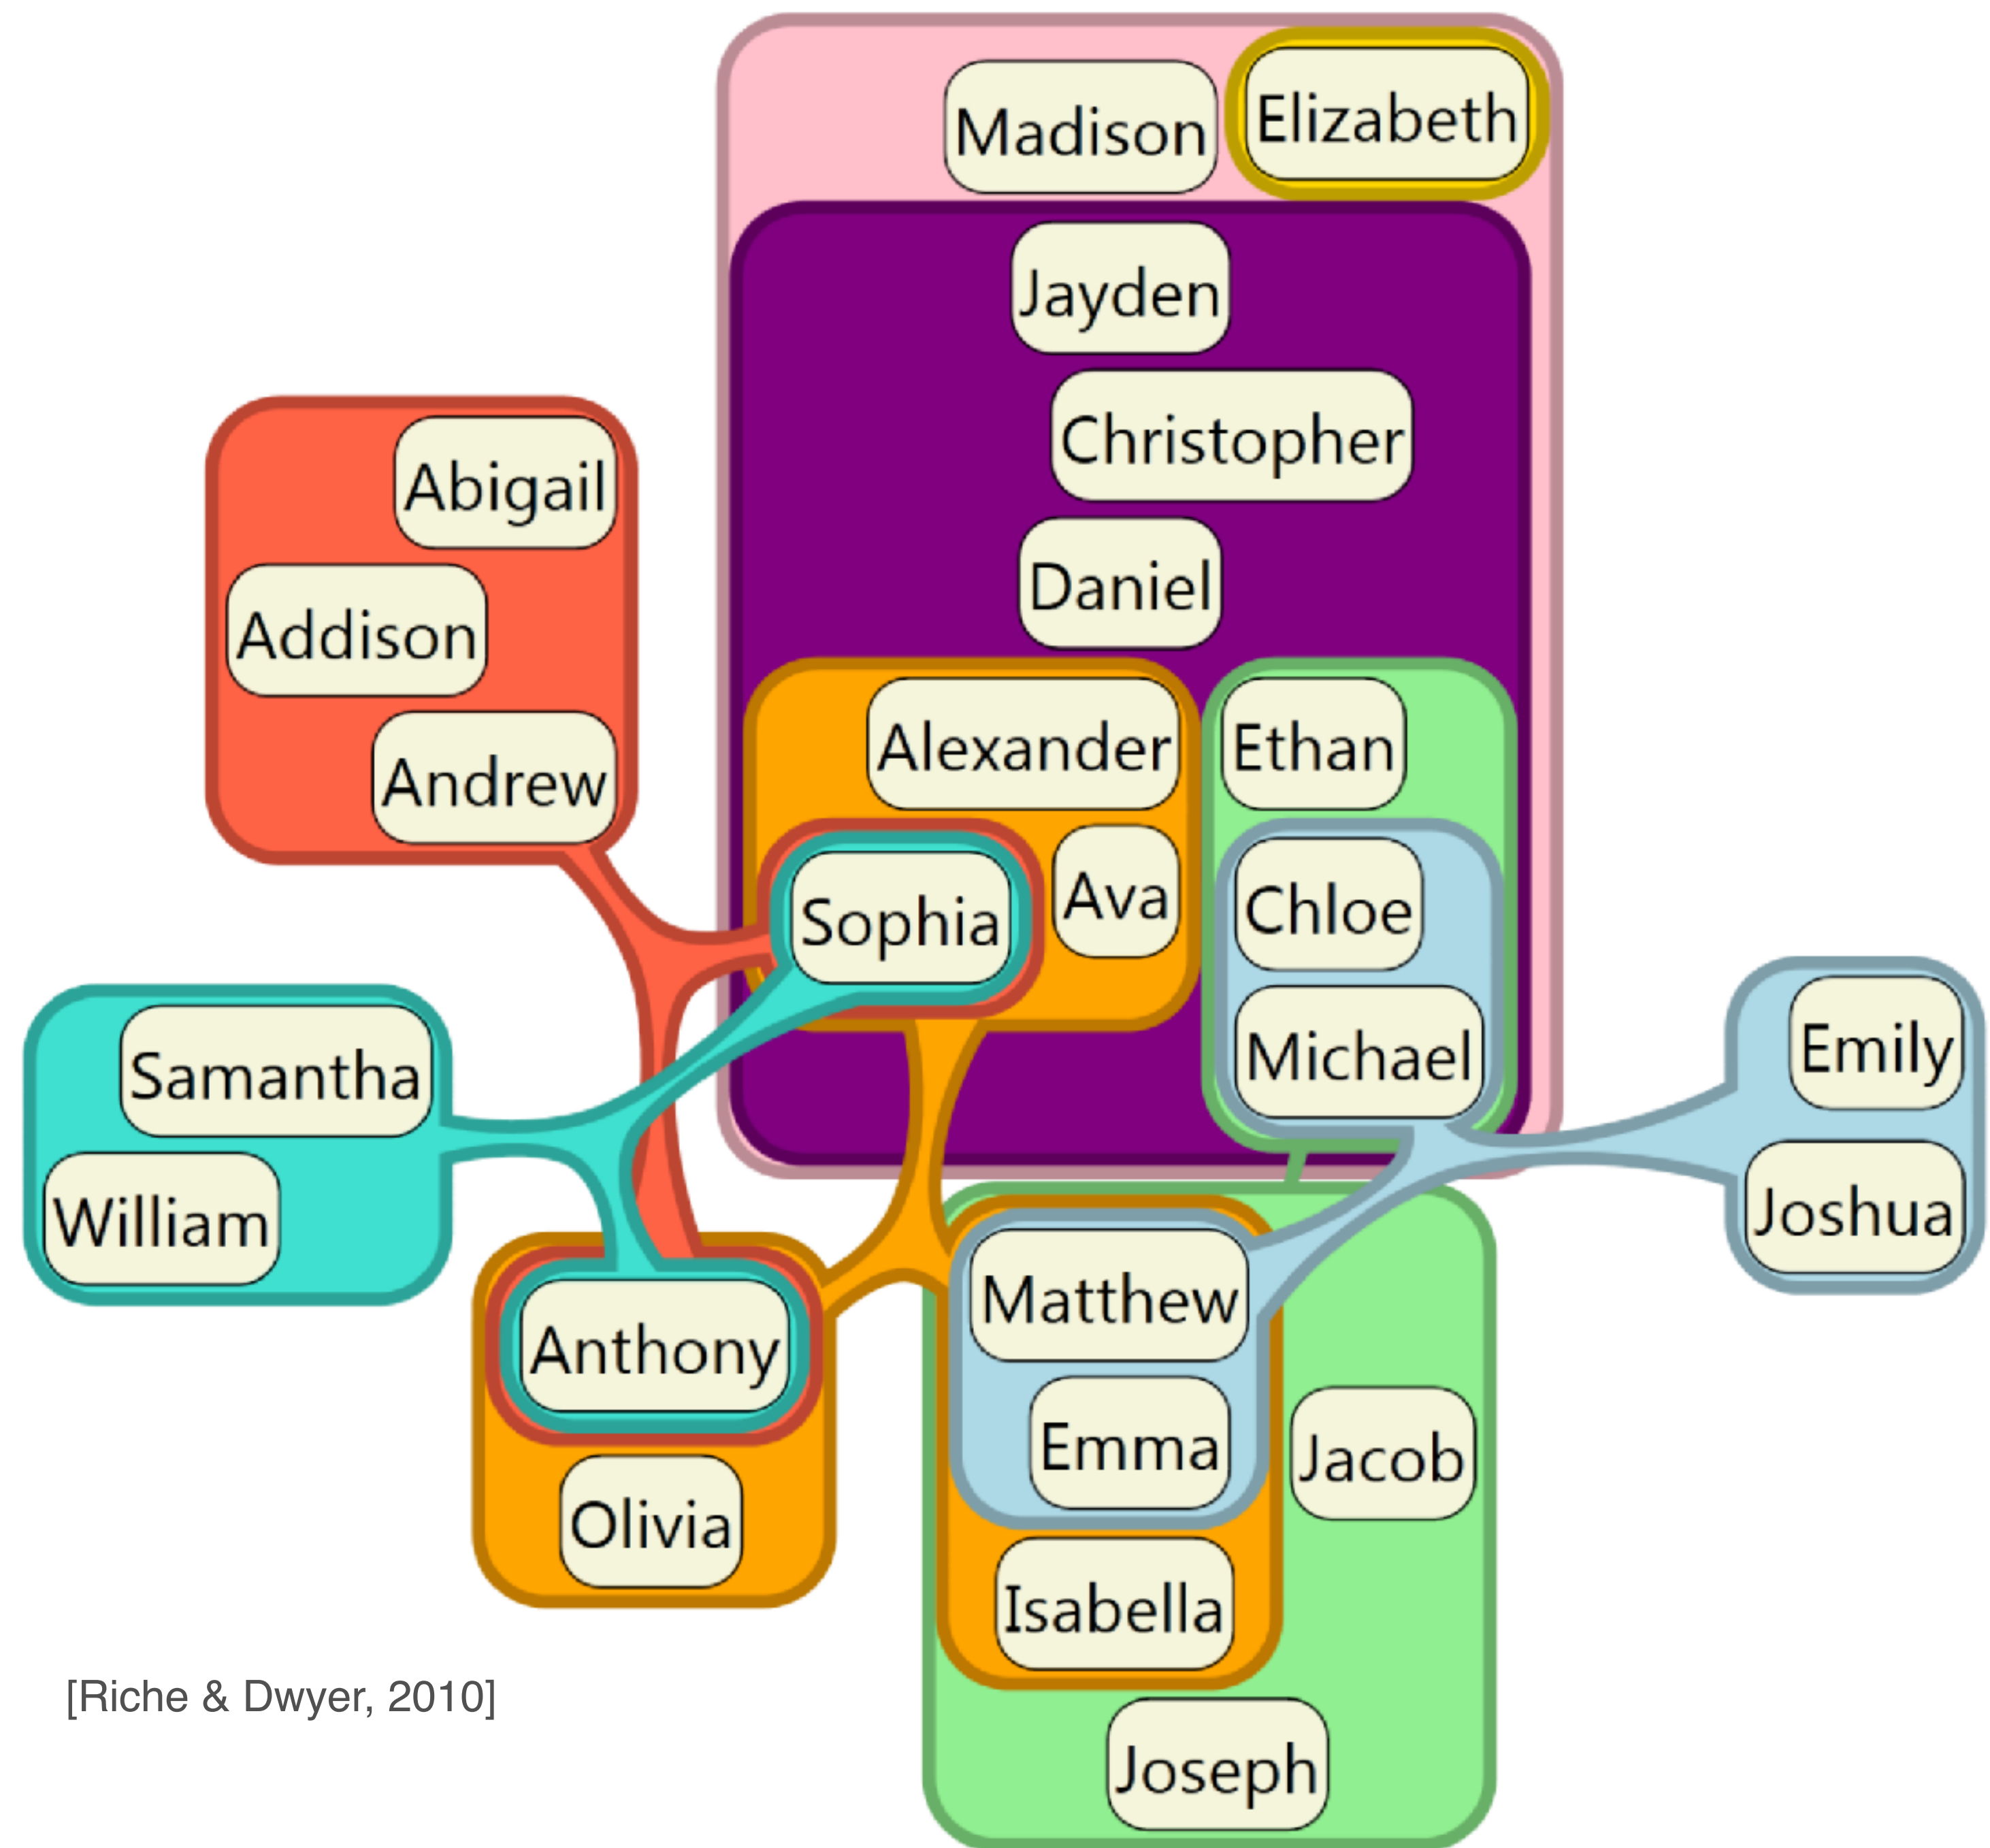 Madison
Elizabeth
Jayden
Christopher
Daniel
Abigail
Addison
Andrew
Alexander
Ethan
Sophia
Ava
Chloe
Michael
Samantha
William
Emily
Joshua
Anthony
Olivia
Matthew
Emma
Jacob
Isabella
Joseph
[Riche & Dwyer, 2010]